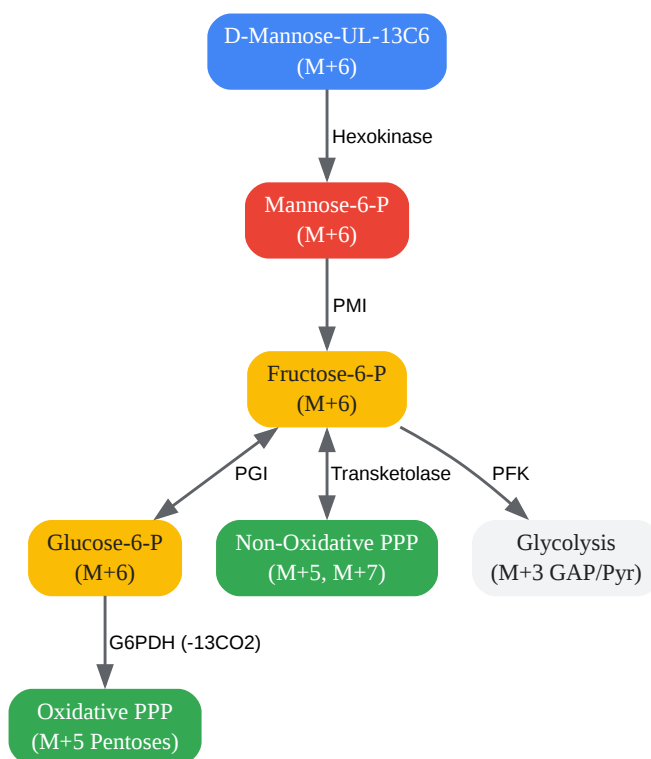 D-Mannose-UL-13C6
(M+6)
Hexokinase
Mannose-6-P
(M+6)
PMI
Fructose-6-P
(M+6)
PGI
Transketolase
PFK
Glucose-6-P
(M+6)
Non-Oxidative PPP
(M+5, M+7)
Glycolysis
(M+3 GAP/Pyr)
G6PDH (-13CO2)
Oxidative PPP
(M+5 Pentoses)